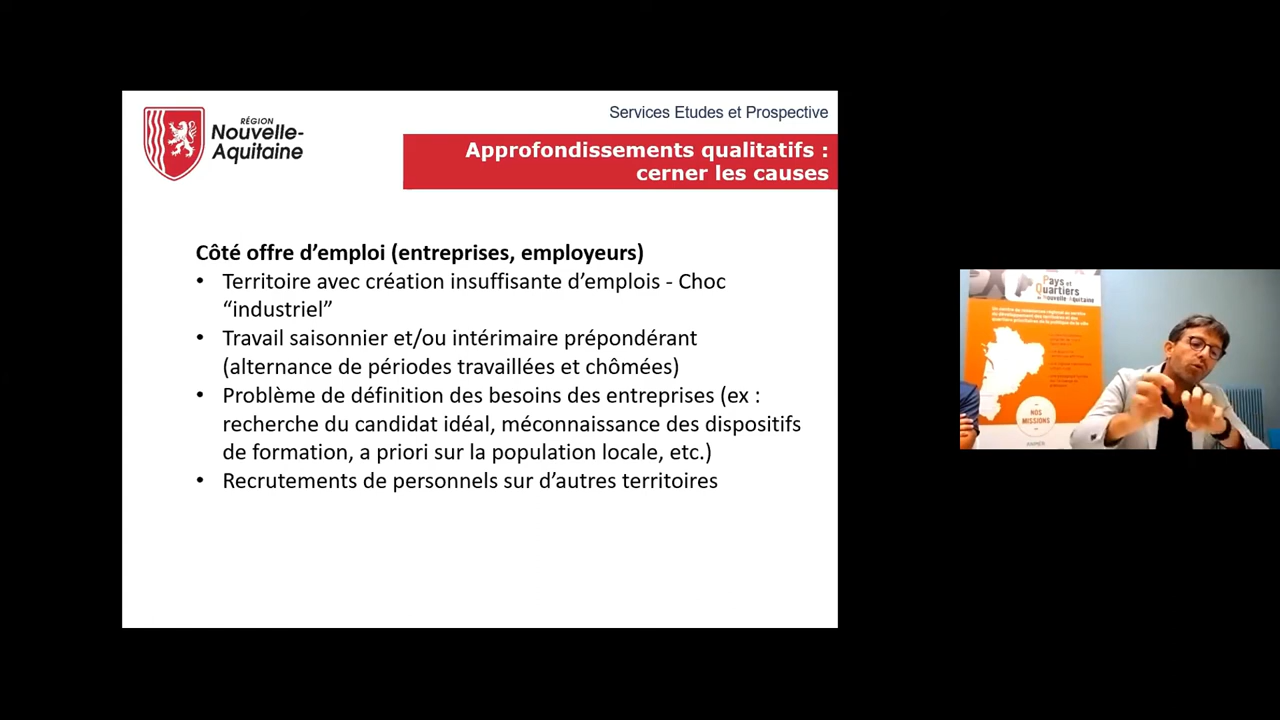 RÉGION
Nouvelle-
Aquitaine
Services Etudes et Prospective
Approfondissements qualitatifs :
cerner les causes
Côté offre d’emploi (entreprises, employeurs)
• Territoire avec création insuffisante d’emplois - Choc
“industriel”
• Travail saisonnier et/ou intérimaire prépondérant
(alternance de périodes travaillées et chômées)
• Problème de définition des besoins des entreprises (ex :
recherche du candidat idéal, méconnaissance des dispositifs
de formation, a priori sur la population locale, etc.)
• Recrutements de personnels sur d’autres territoires
Pays et
Quartiers
de Nouvelle-Aquitaine
NOS
MISSIONS